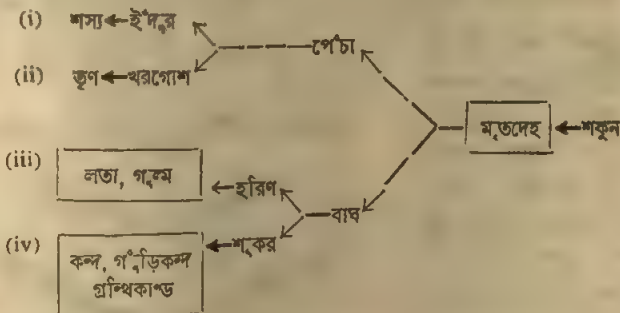 (i) শস্য ← ইঁদুর
পেঁচা
(ii) তৃণ ← খরগোশ
মৃতদেহ ← শকুন
(iii) লতা, গুল্ম ← হরিণ
বাঘ
(iv) কন্দ, গুঁড়িকন্দ ← শূকর
গ্রন্থিকাণ্ড